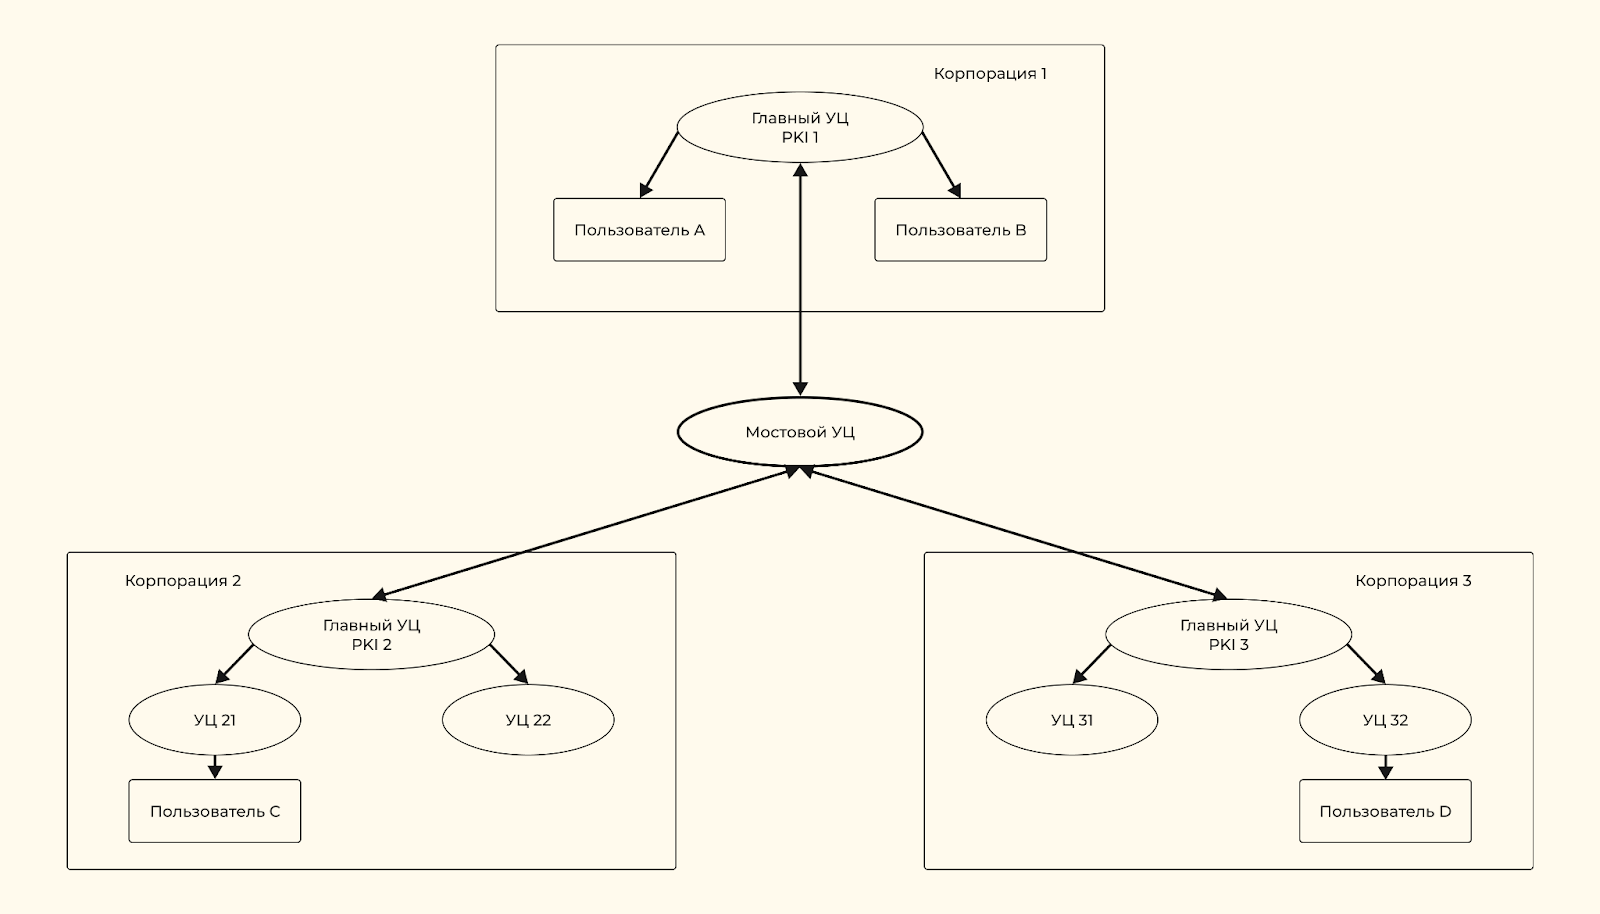 Корпорация 1
Главный УЦ
PKI 1
Пользователь A
Пользователь B
Мостовой УЦ
Корпорация 2
Главный УЦ
PKI 2
УЦ 21
УЦ 22
Пользователь C
Корпорация 3
Главный УЦ
PKI 3
УЦ 31
УЦ 32
Пользователь D